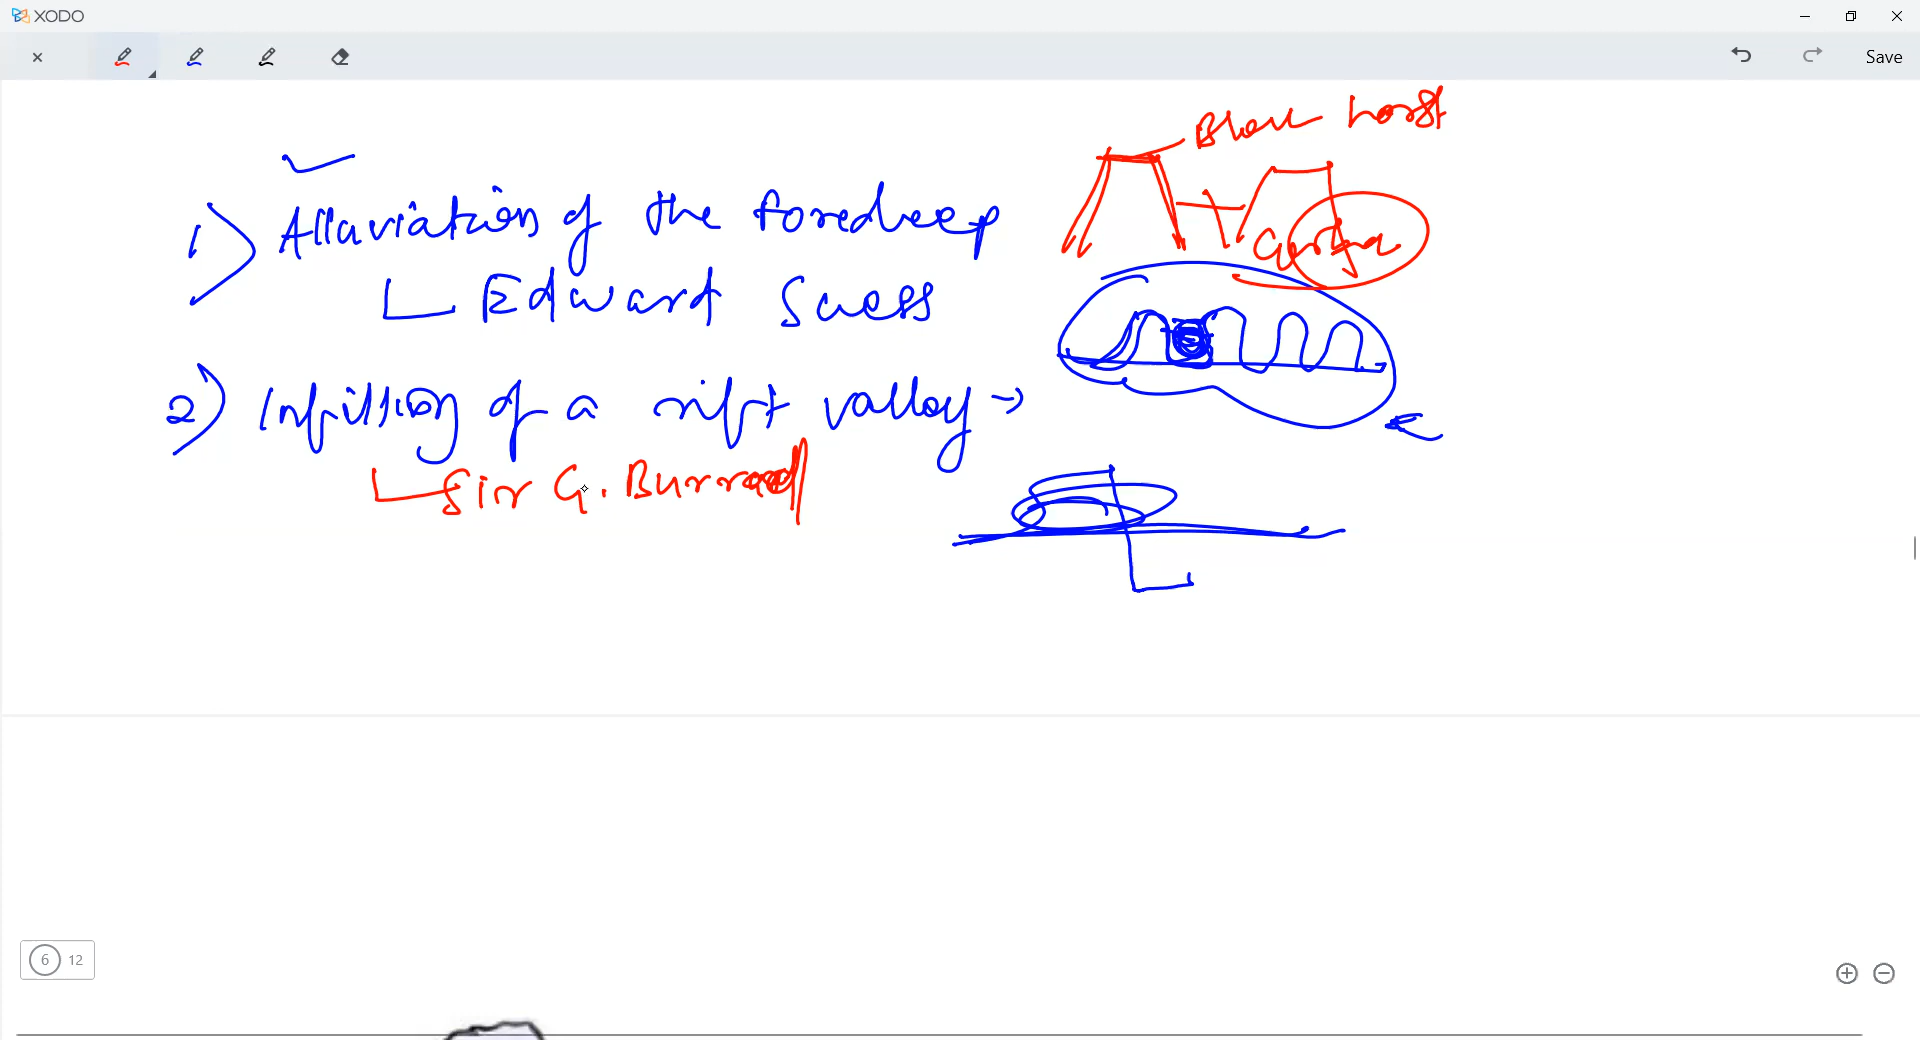 XODO
Save
Block horst
1) Alluviation of the foredeep
Edward Suess
2) Infilling of a rift valley →
Sir G. Burrard
6 12